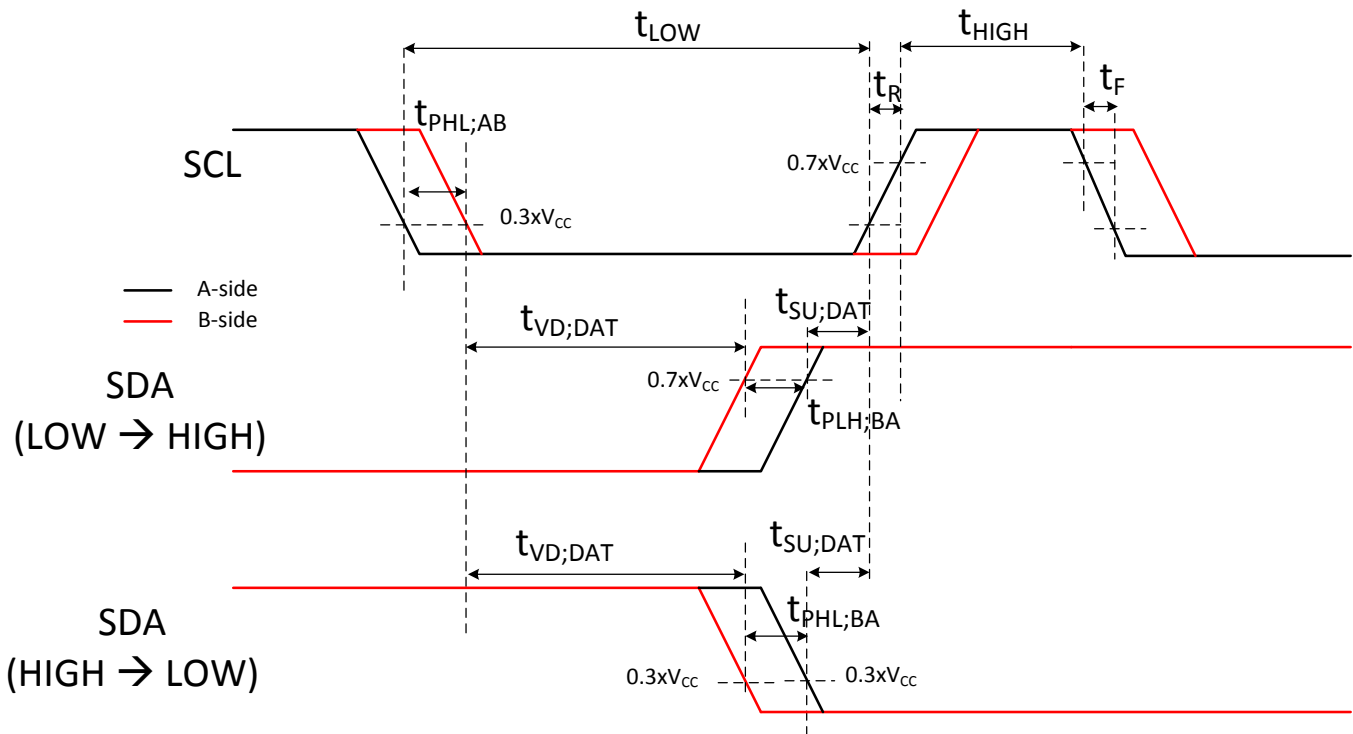 tLOW
tHIGH
tR
tF
tPHL;AB
SCL
0.7xVCC
0.3xVCC
A-side
B-side
tVD;DAT
tSU;DAT
SDA
(LOW → HIGH)
0.7xVCC
tPLH;BA
tVD;DAT
tSU;DAT
SDA
(HIGH → LOW)
tPHL;BA
0.3xVCC
0.3xVCC